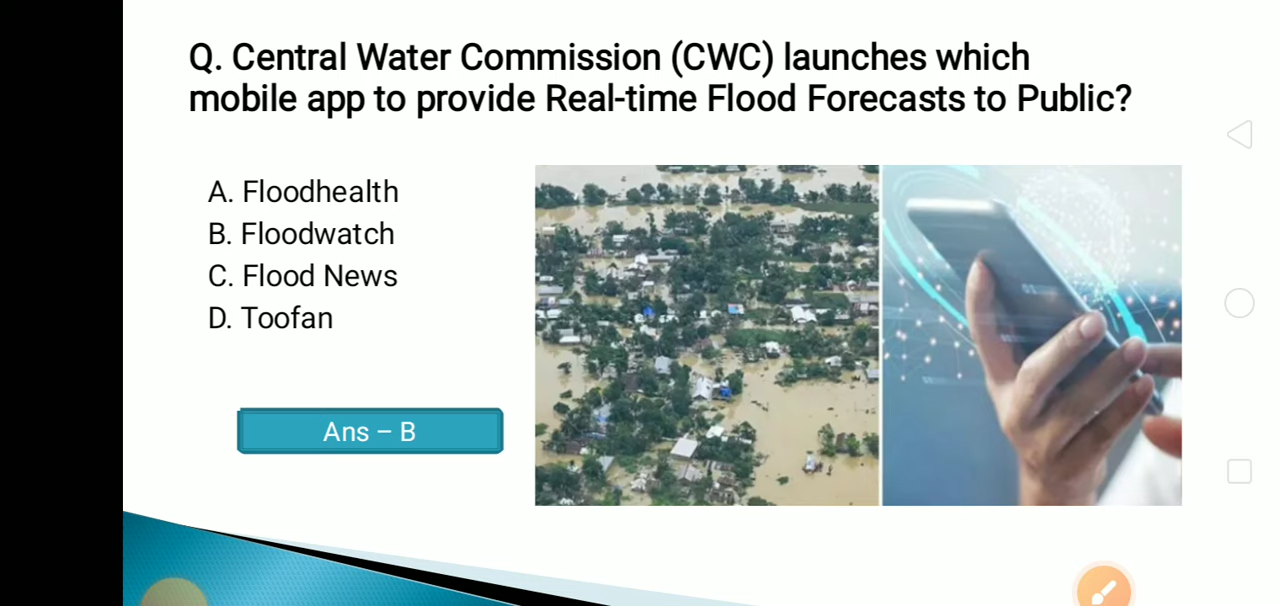 Q. Central Water Commission (CWC) launches which
mobile app to provide Real-time Flood Forecasts to Public?
A. Floodhealth
B. Floodwatch
C. Flood News
D. Toofan
Ans – B